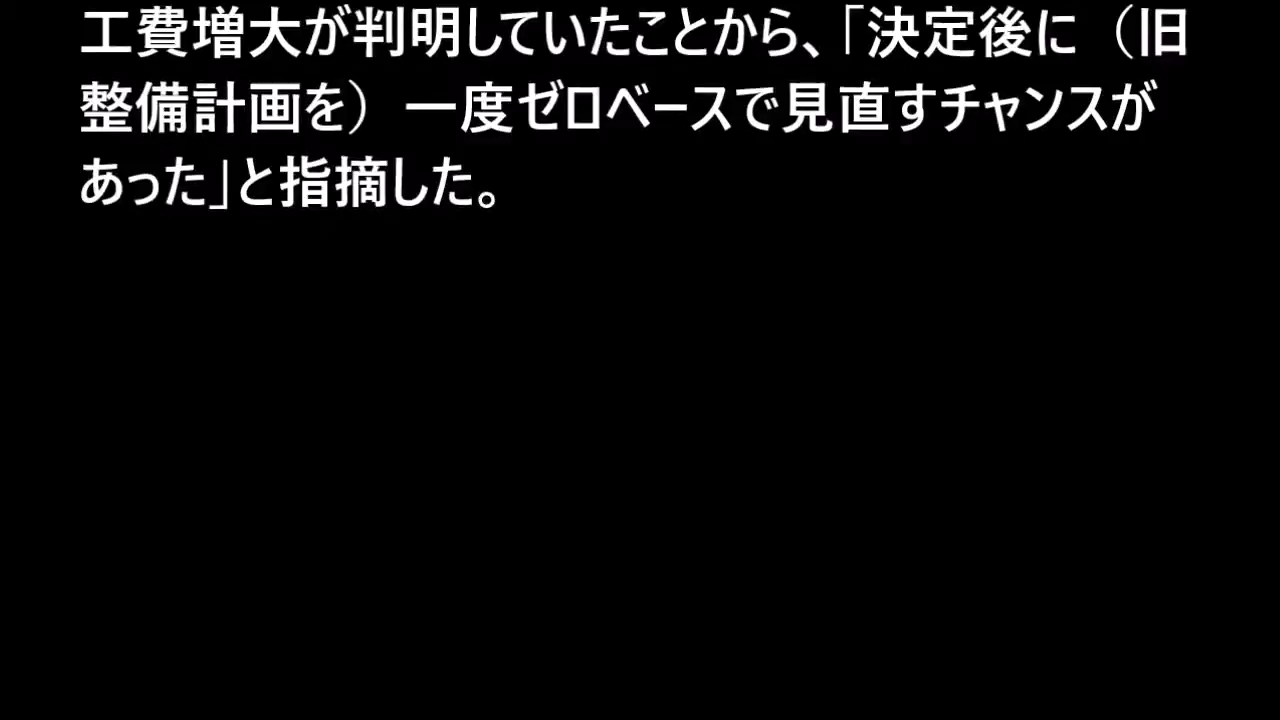 工費増大が判明していたことから、「決定後に（旧
整備計画を）一度ゼロベースで見直すチャンスが
あった」と指摘した。